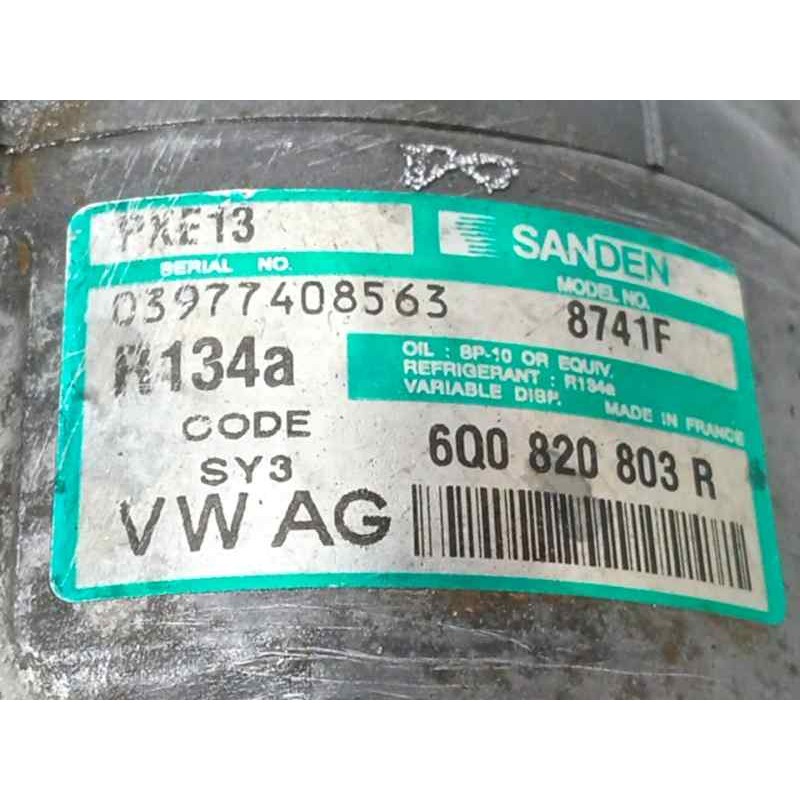 PXE13
SANDEN
SERIAL NO.
MODEL NO.
03977408563
8741F
R134a
OIL : SP-10 OR EQUIV.
REFRIGERANT : R134a
VARIABLE DISP. MADE IN FRANCE
CODE
SY3
6Q0 820 803 R
VW AG